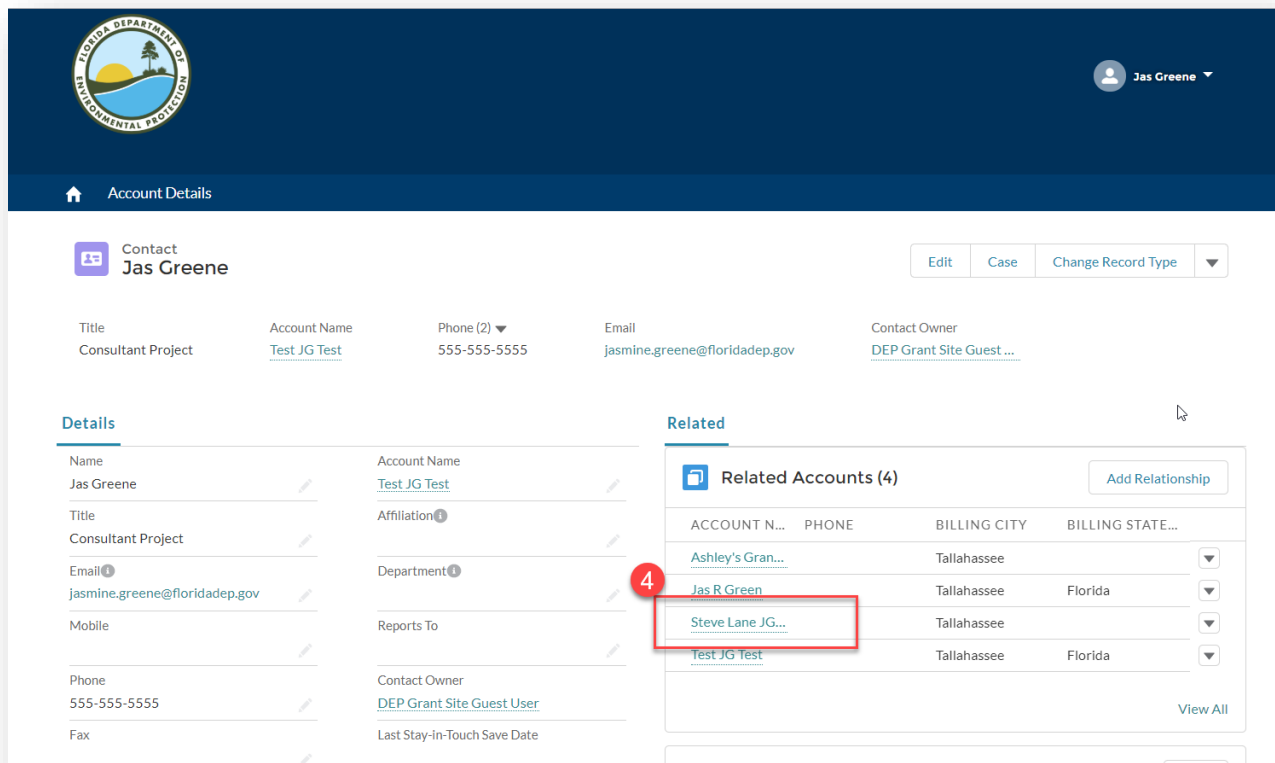 FLORIDA DEPARTMENT OF
ENVIRONMENTAL PROTECTION
Jas Greene
Account Details
Contact
Jas Greene
Edit Case Change Record Type
Title Account Name Phone (2) Email Contact Owner
Consultant Project Test JG Test 555-555-5555 jasmine.greene@floridadep.gov DEP Grant Site Guest ...
Details
Name Account Name
Jas Greene Test JG Test
Title Affiliation
Consultant Project
Email Department
jasmine.greene@floridadep.gov
Mobile Reports To
Phone Contact Owner
555-555-5555 DEP Grant Site Guest User
Fax Last Stay-in-Touch Save Date
Related
Related Accounts (4) Add Relationship
ACCOUNT N... PHONE BILLING CITY BILLING STATE...
Ashley's Gran... Tallahassee
4
Jas R Green Tallahassee Florida
Steve Lane JG... Tallahassee
Test JG Test Tallahassee Florida
View All